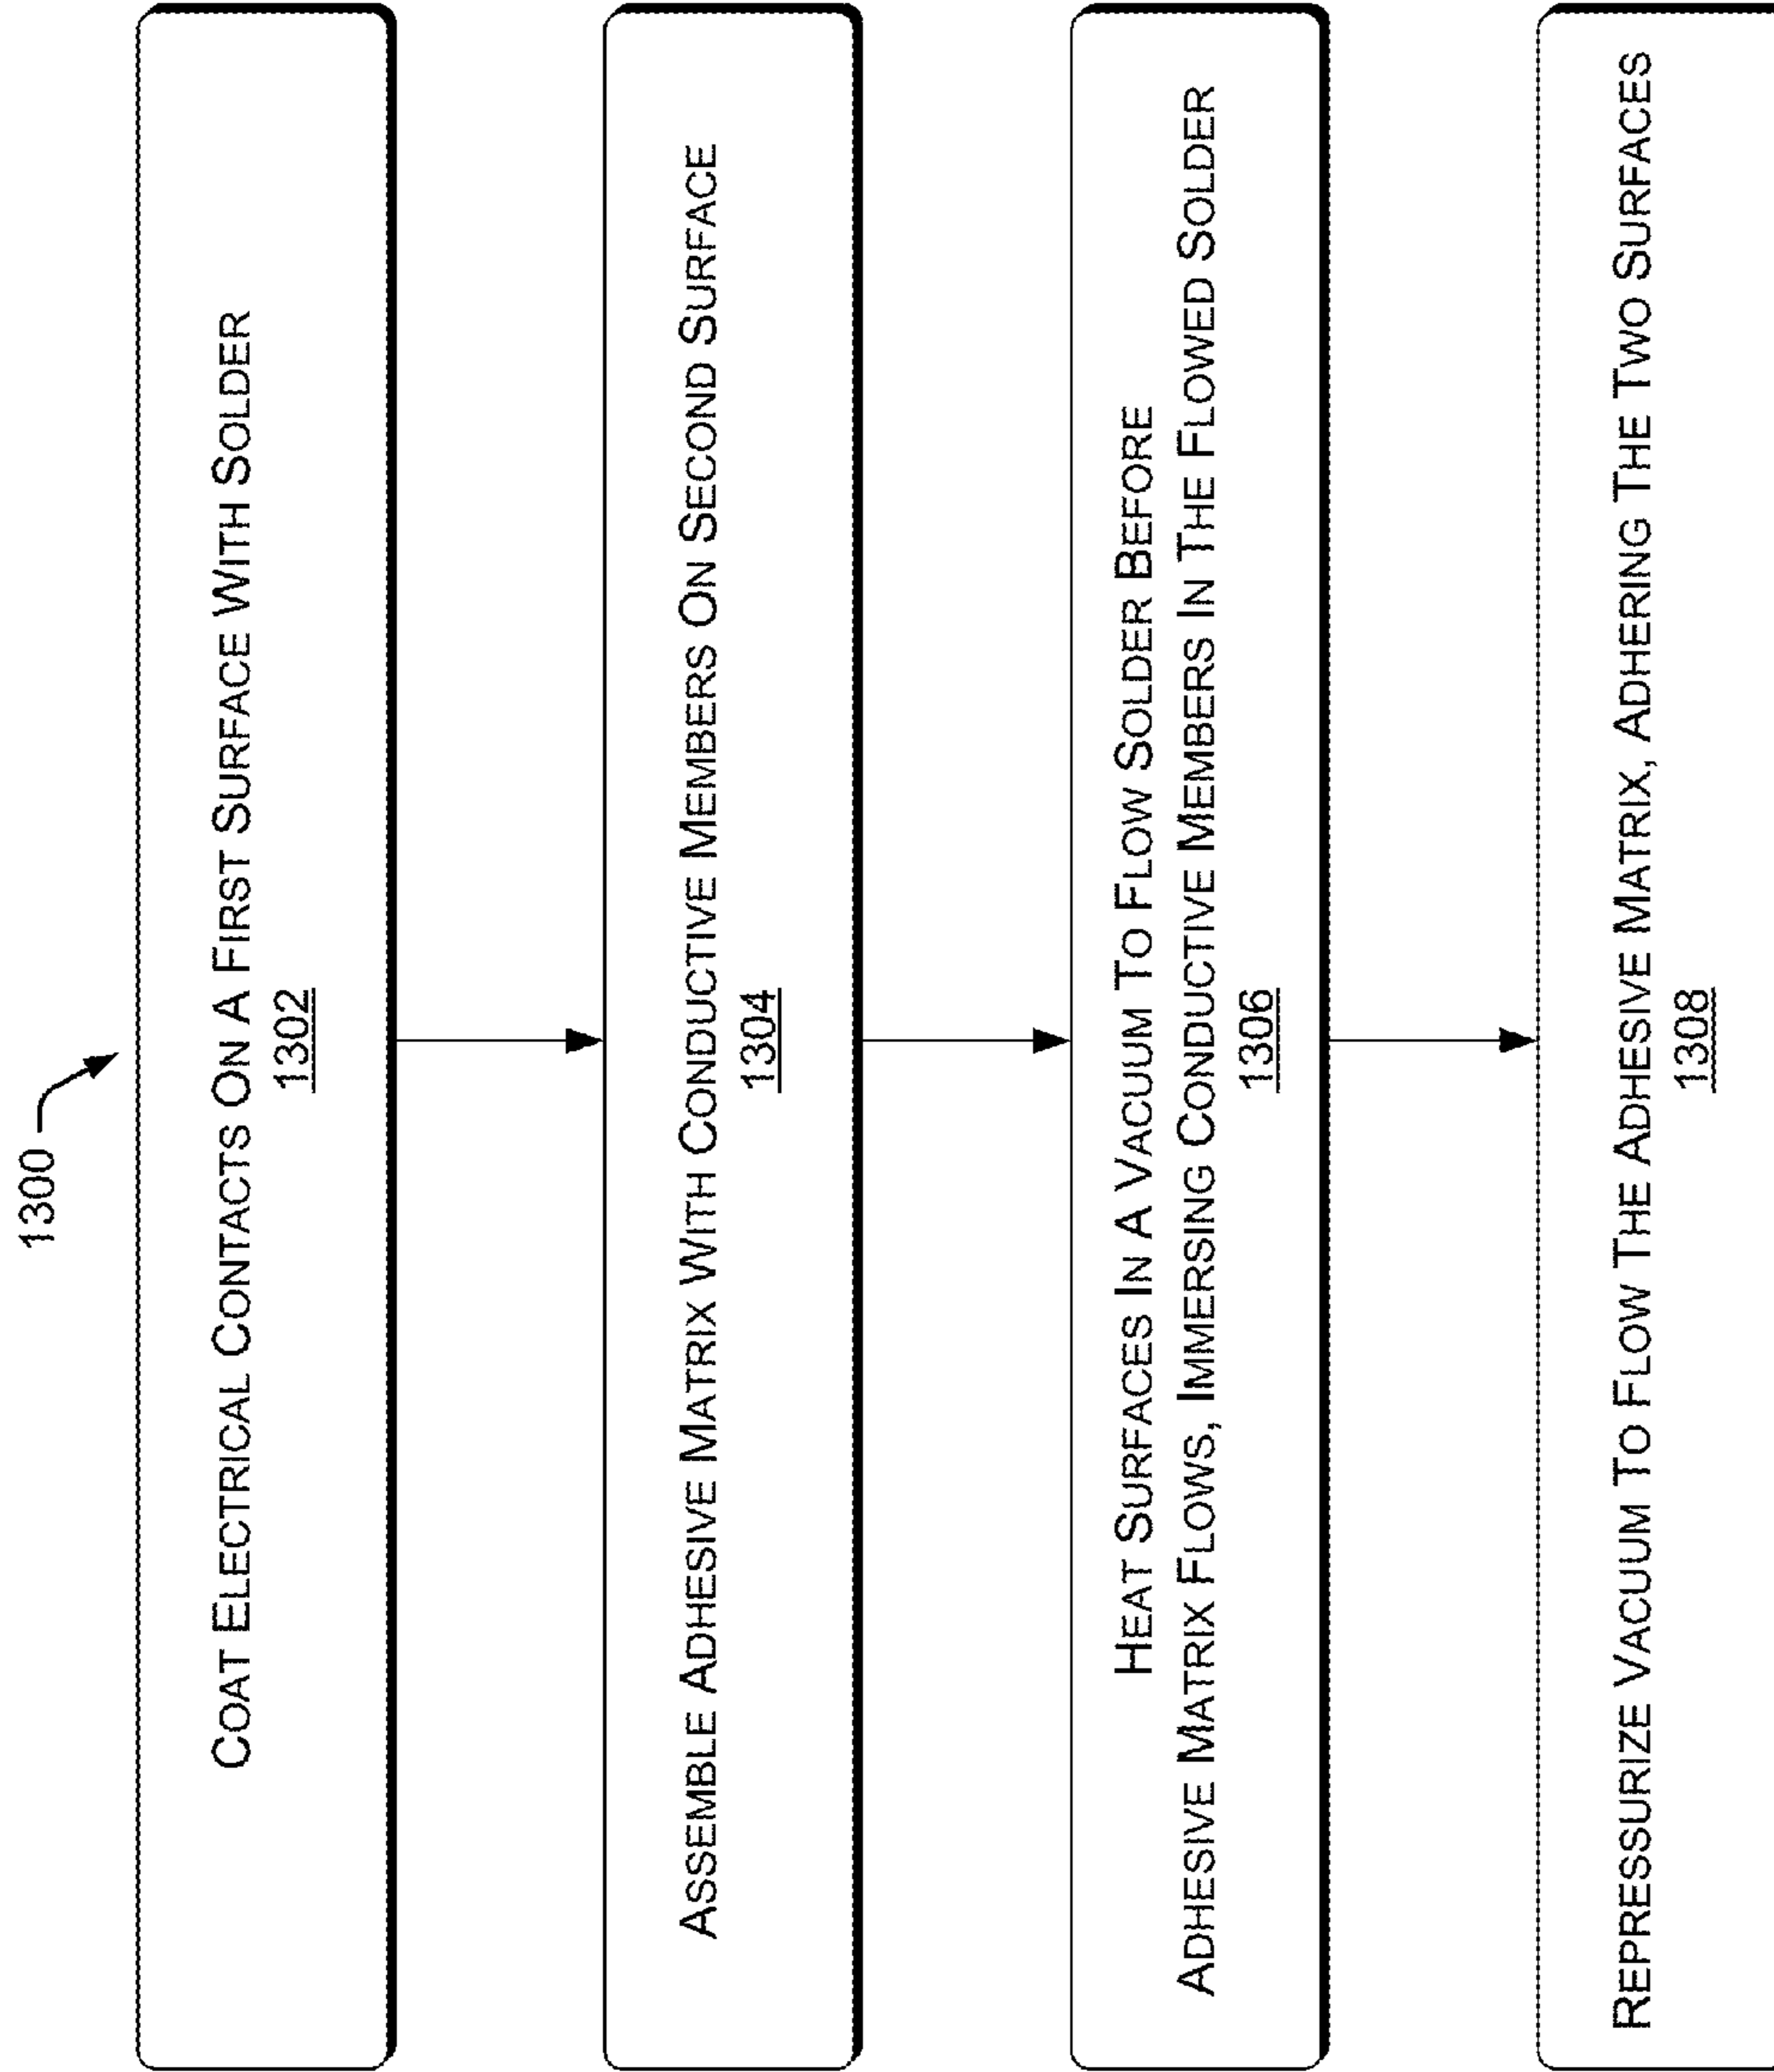 1300
COAT ELECTRICAL CONTACTS ON A FIRST SURFACE WITH SOLDER
1302
ASSEMBLE ADHESIVE MATRIX WITH CONDUCTIVE MEMBERS ON SECOND SURFACE
1304
HEAT SURFACES IN A VACUUM TO FLOW SOLDER BEFORE
ADHESIVE MATRIX FLOWS, IMMERSING CONDUCTIVE MEMBERS IN THE FLOWED SOLDER
1306
REPRESSURIZE VACUUM TO FLOW THE ADHESIVE MATRIX, ADHERING THE TWO SURFACES
1308